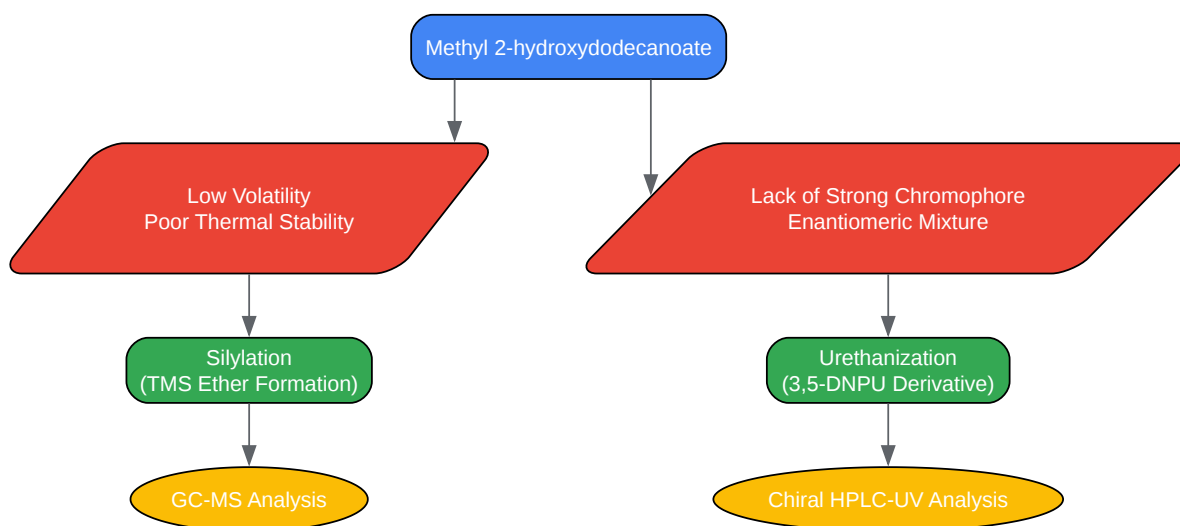 Methyl 2-hydroxydodecanoate
Low Volatility
Poor Thermal Stability
Lack of Strong Chromophore
Enantiomeric Mixture
Silylation
(TMS Ether Formation)
Urethanization
(3,5-DNPU Derivative)
GC-MS Analysis
Chiral HPLC-UV Analysis